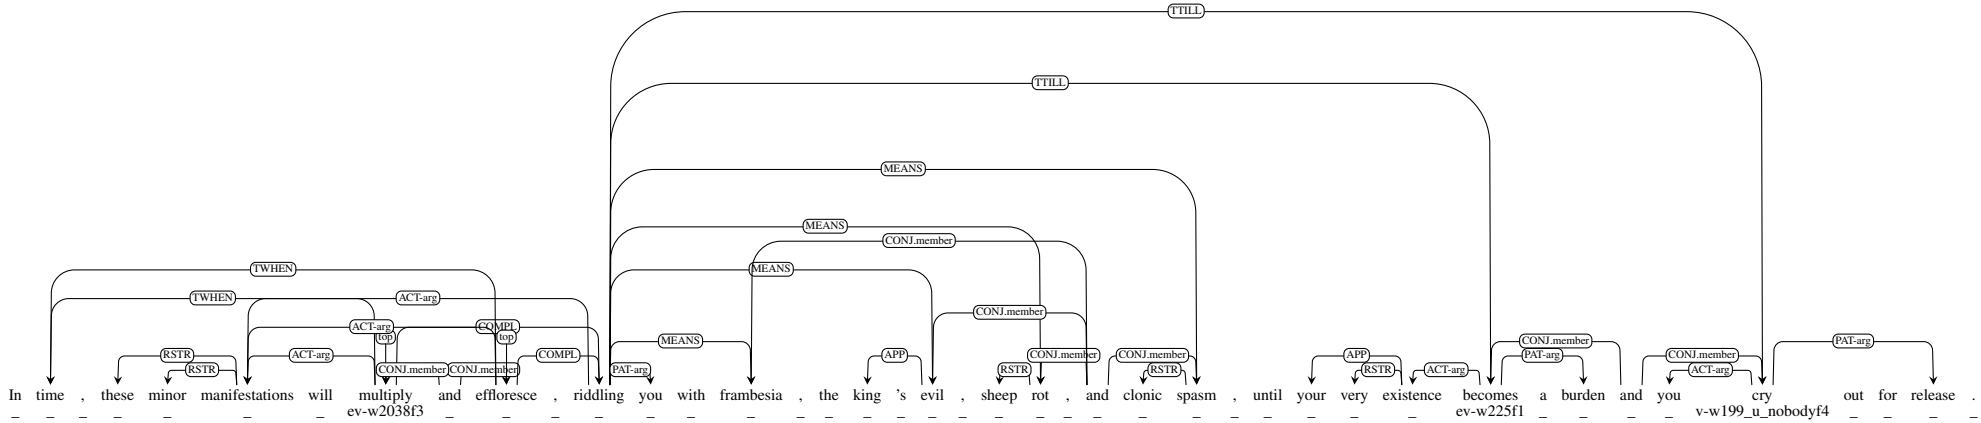 TTILL
TTILL
MEANS
MEANS
CONJ.member
TWHEN MEANS
TWHEN ACT-arg
CONJ.member
ACT-arg COMPL
top top
MEANS CONJ.member PAT-arg
RSTR ACT-arg COMPL APP CONJ.member CONJ.member APP PAT-arg CONJ.member
RSTR CONJ.member CONJ.member PAT-arg RSTR RSTR RSTR ACT-arg ACT-arg
In time , these minor manifestations will multiply and effloresce , riddling you with frambesia , the king 's evil , sheep rot , and clonic spasm , until your very existence becomes a burden and you cry out for release .
_ _ _ _ _ _ _ ev-w2038f3 _ _ _ _ _ _ _ _ _ _ _ _ _ _ _ _ _ _ _ _ _ _ _ _ _ ev-w225f1 _ _ _ _ v-w199_u_nobodyf4 _ _ _ _